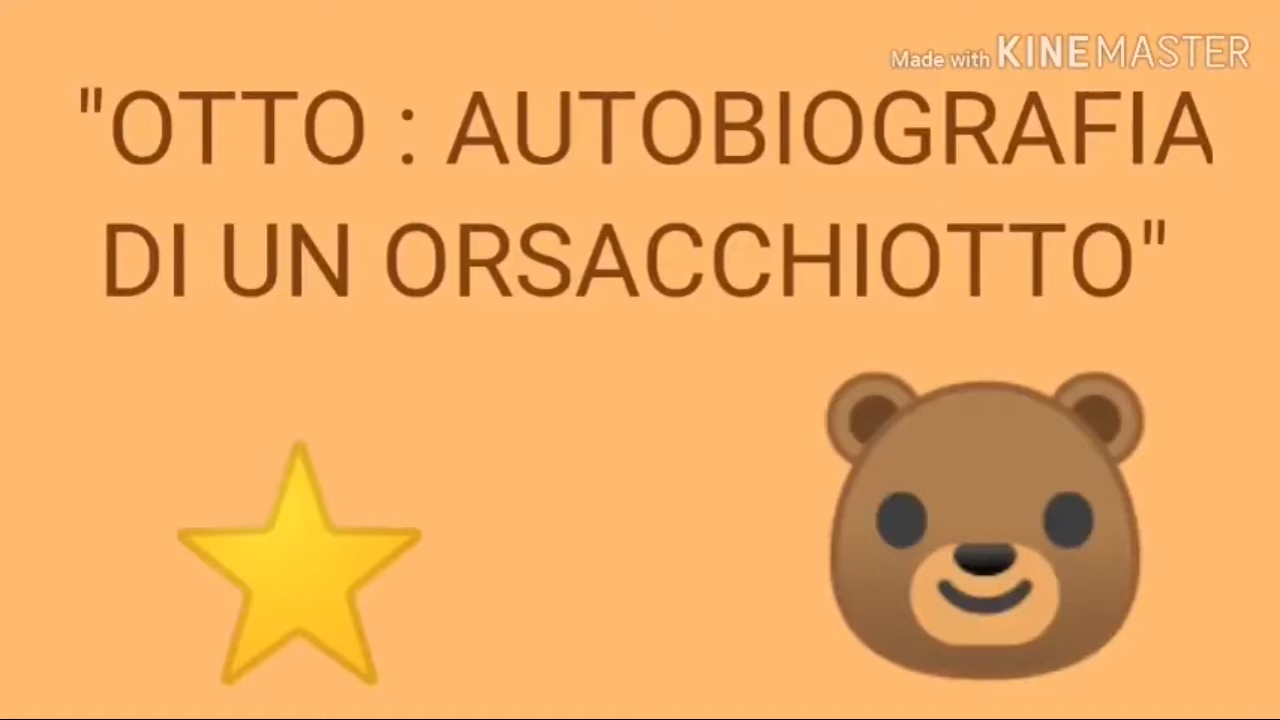 Made with KINEMASTER
"OTTO : AUTOBIOGRAFIA
DI UN ORSACCHIOTTO"